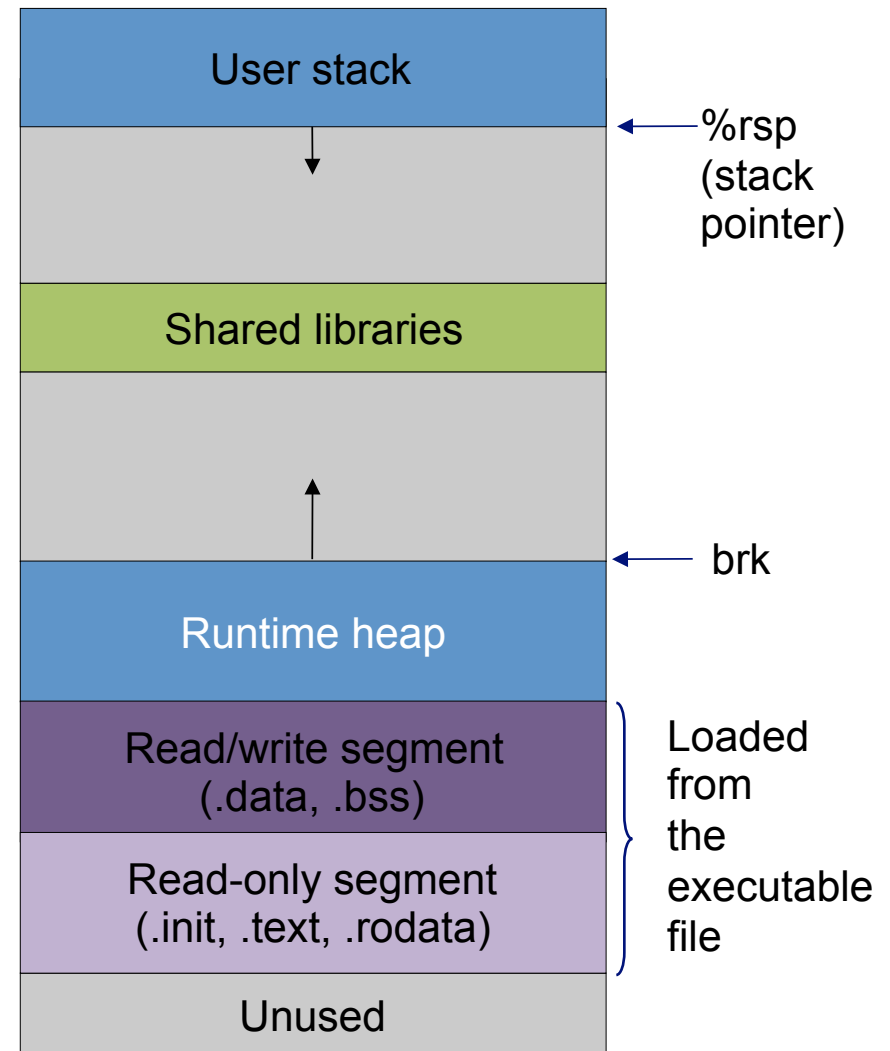 User stack
%rsp
(stack
pointer)
Shared libraries
brk
Runtime heap
Read/write segment
(.data, .bss)
Read-only segment
(.init, .text, .rodata)
Loaded
from
the
executable
file
Unused